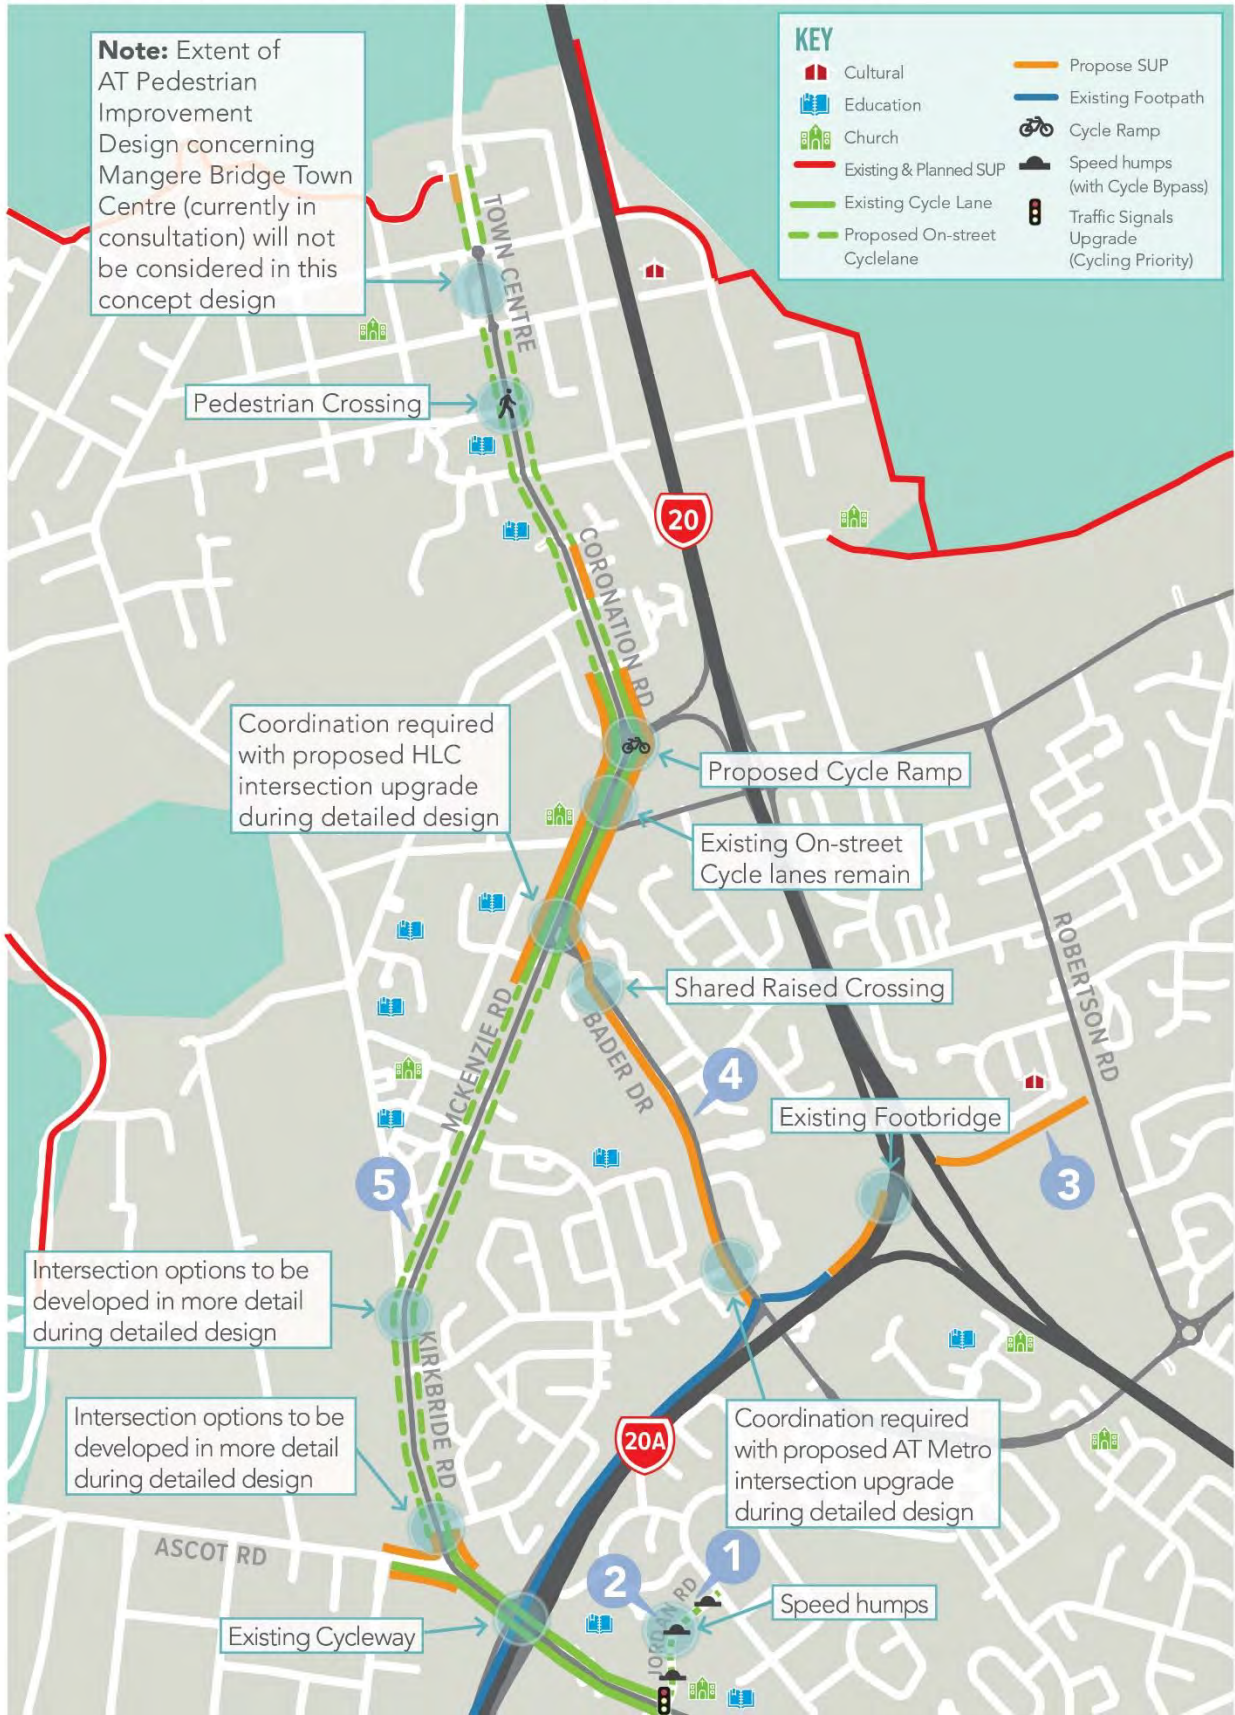 Note: Extent of
AT Pedestrian
Improvement
Design concerning
Mangere Bridge Town
Centre (currently in
consultation) will not
be considered in this
concept design
KEY
Cultural
Education
Church
Existing & Planned SUP
Existing Cycle Lane
Proposed On-street
Cyclelane
Propose SUP
Existing Footpath
Cycle Ramp
Speed humps
(with Cycle Bypass)
Traffic Signals
Upgrade
(Cycling Priority)
TOWN CENTRE
Pedestrian Crossing
20
CORONATION RD
Coordination required
with proposed HLC
intersection upgrade
during detailed design
Proposed Cycle Ramp
Existing On-street
Cycle lanes remain
ROBERTSON RD
Shared Raised Crossing
MCKENZIE RD
BADER DR
4
Existing Footbridge
3
5
Intersection options to be
developed in more detail
during detailed design
KIRKBRIDE RD
Intersection options to be
developed in more detail
during detailed design
20A
Coordination required
with proposed AT Metro
intersection upgrade
during detailed design
ASCOT RD
1
2
JORDAN RD
Speed humps
Existing Cycleway